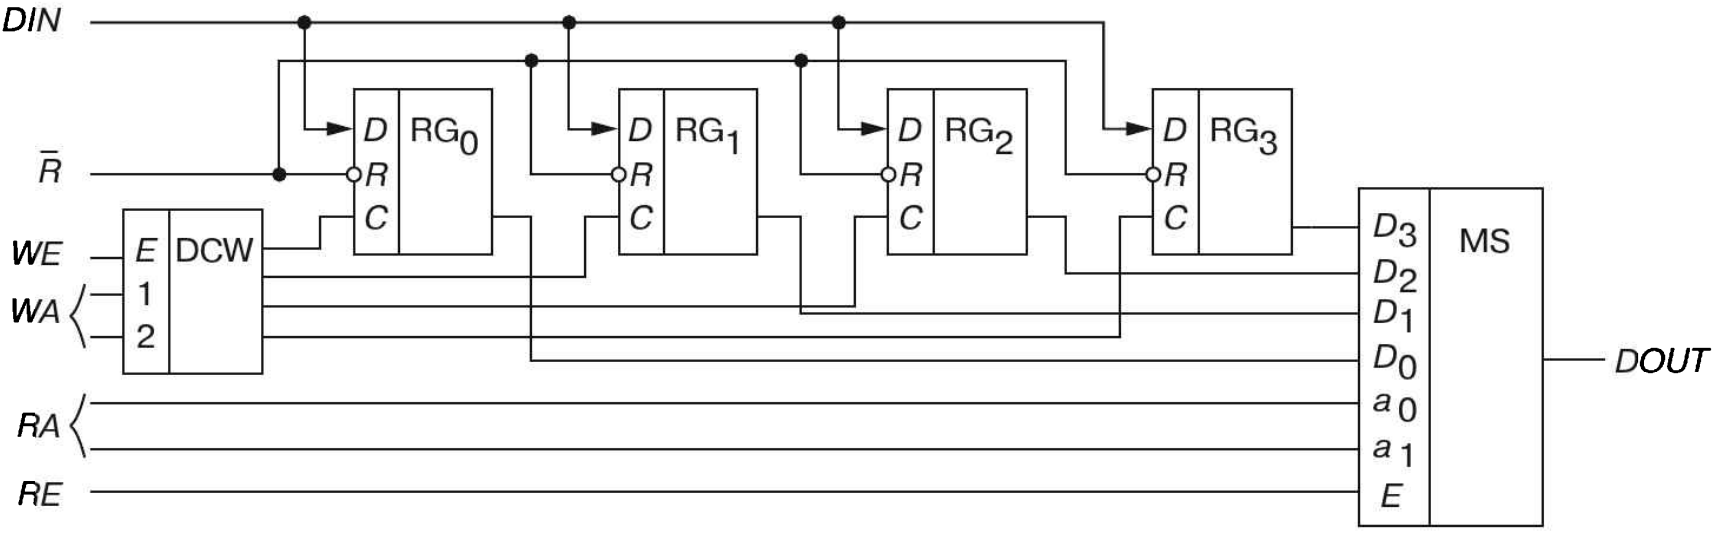 DIN
D RG0 D RG1 D RG2 D RG3
R̅ R R R R
C C C C
D3 MS
WE E DCW
D2
WA 1
D1
2
D0 DOUT
a0
RA
a1
RE E